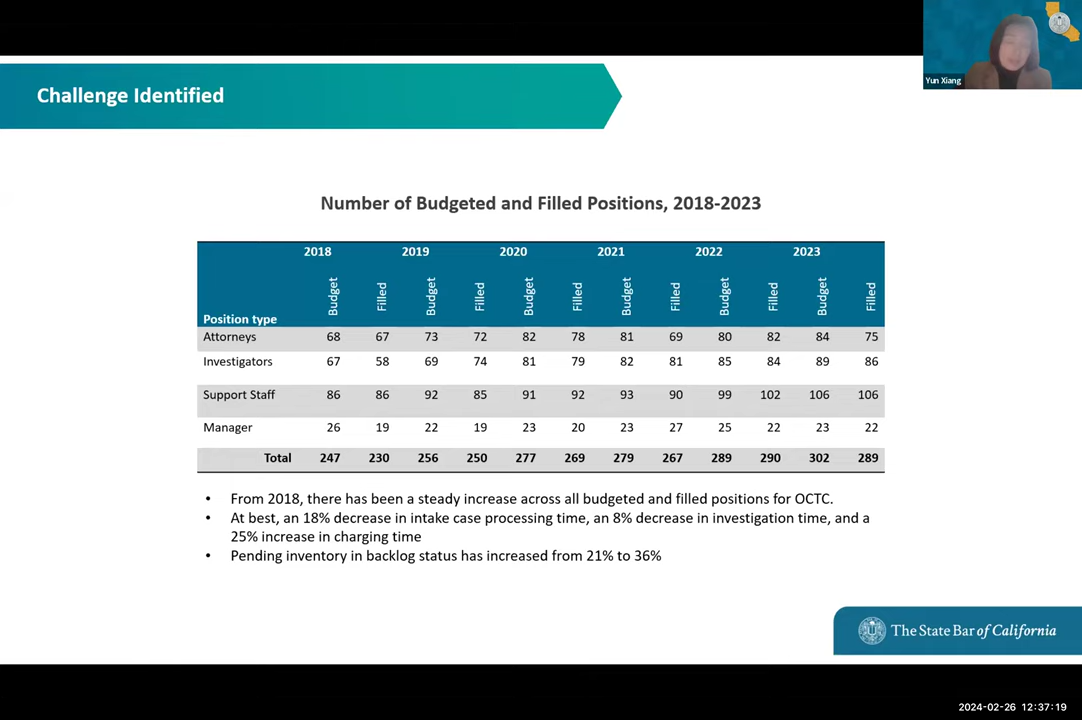 Yun Xiang
Challenge Identified
Number of Budgeted and Filled Positions, 2018-2023
2018 2019 2020 2021 2022 2023
Position type Budget Filled Budget Filled Budget Filled Budget Filled Budget Filled Budget Filled
Attorneys 68 67 73 72 82 78 81 69 80 82 84 75
Investigators 67 58 69 74 81 79 82 81 85 84 89 86
Support Staff 86 86 92 85 91 92 93 90 99 102 106 106
Manager 26 19 22 19 23 20 23 27 25 22 23 22
Total 247 230 256 250 277 269 279 267 289 290 302 289
• From 2018, there has been a steady increase across all budgeted and filled positions for OCTC.
• At best, an 18% decrease in intake case processing time, an 8% decrease in investigation time, and a
25% increase in charging time
• Pending inventory in backlog status has increased from 21% to 36%
The State Bar of California
2024-02-26 12:37:19